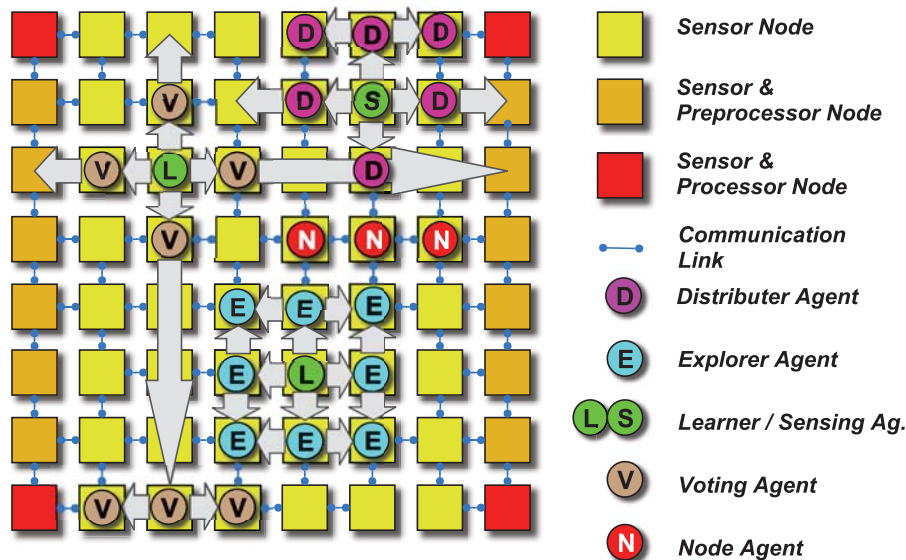 D D D
Sensor Node
V D S D
Sensor &
Preprocessor Node
V L V D
Sensor &
Processor Node
V N N N
Communication
Link
E E E
Distributer Agent
D
E L E
Explorer Agent
E
E E E
L S
Learner / Sensing Ag.
V V V
V
Voting Agent
N
Node Agent